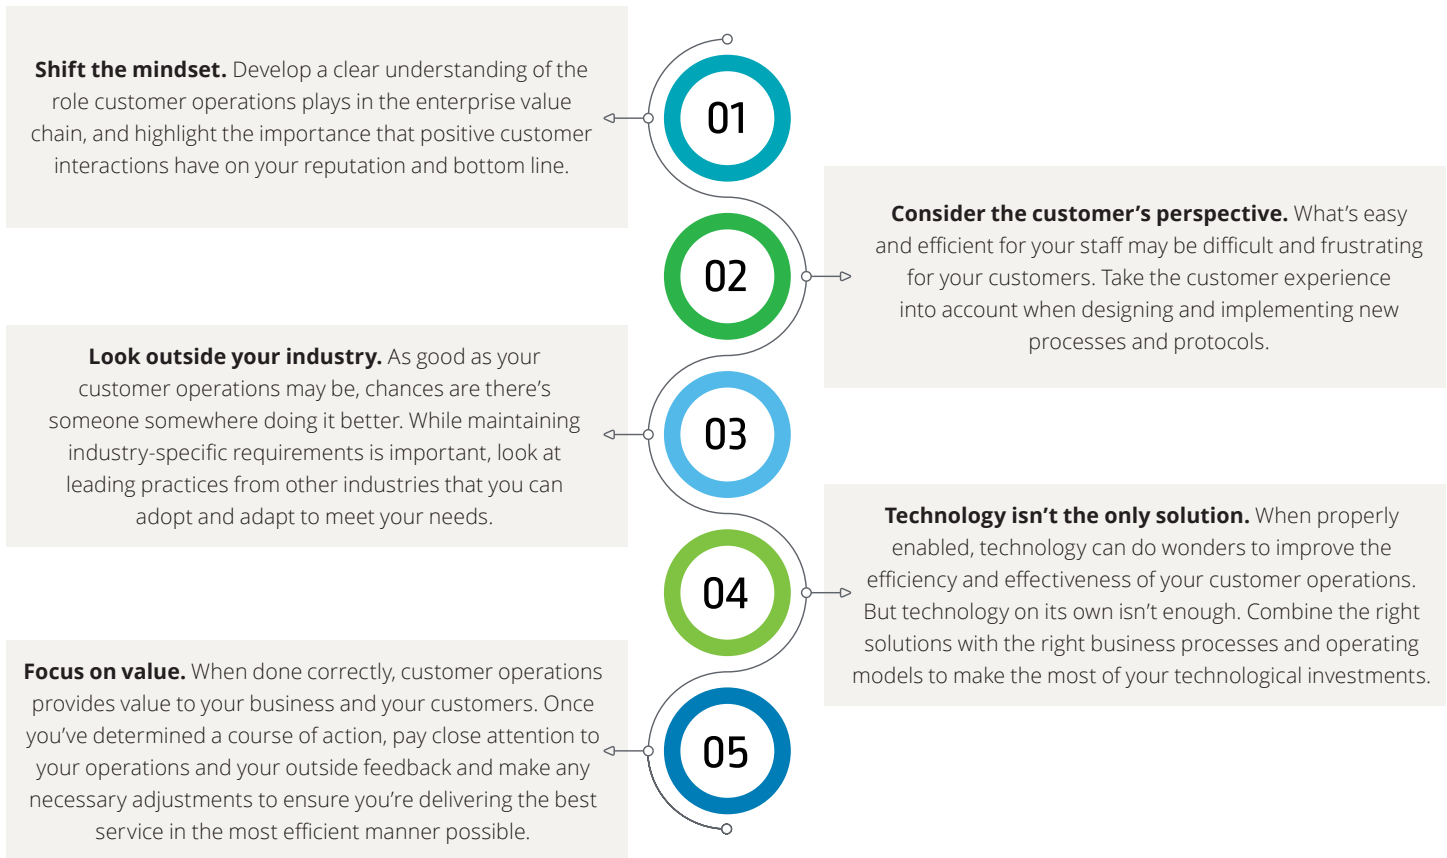 01
Shift the mindset. Develop a clear understanding of the
role customer operations plays in the enterprise value
chain, and highlight the importance that positive customer
interactions have on your reputation and bottom line.
02
Consider the customer’s perspective. What’s easy
and efficient for your staff may be difficult and frustrating
for your customers. Take the customer experience
into account when designing and implementing new
processes and protocols.
03
Look outside your industry. As good as your
customer operations may be, chances are there’s
someone somewhere doing it better. While maintaining
industry-specific requirements is important, look at
leading practices from other industries that you can
adopt and adapt to meet your needs.
04
Technology isn’t the only solution. When properly
enabled, technology can do wonders to improve the
efficiency and effectiveness of your customer operations.
But technology on its own isn’t enough. Combine the right
solutions with the right business processes and operating
models to make the most of your technological investments.
05
Focus on value. When done correctly, customer operations
provides value to your business and your customers. Once
you’ve determined a course of action, pay close attention to
your operations and your outside feedback and make any
necessary adjustments to ensure you’re delivering the best
service in the most efficient manner possible.